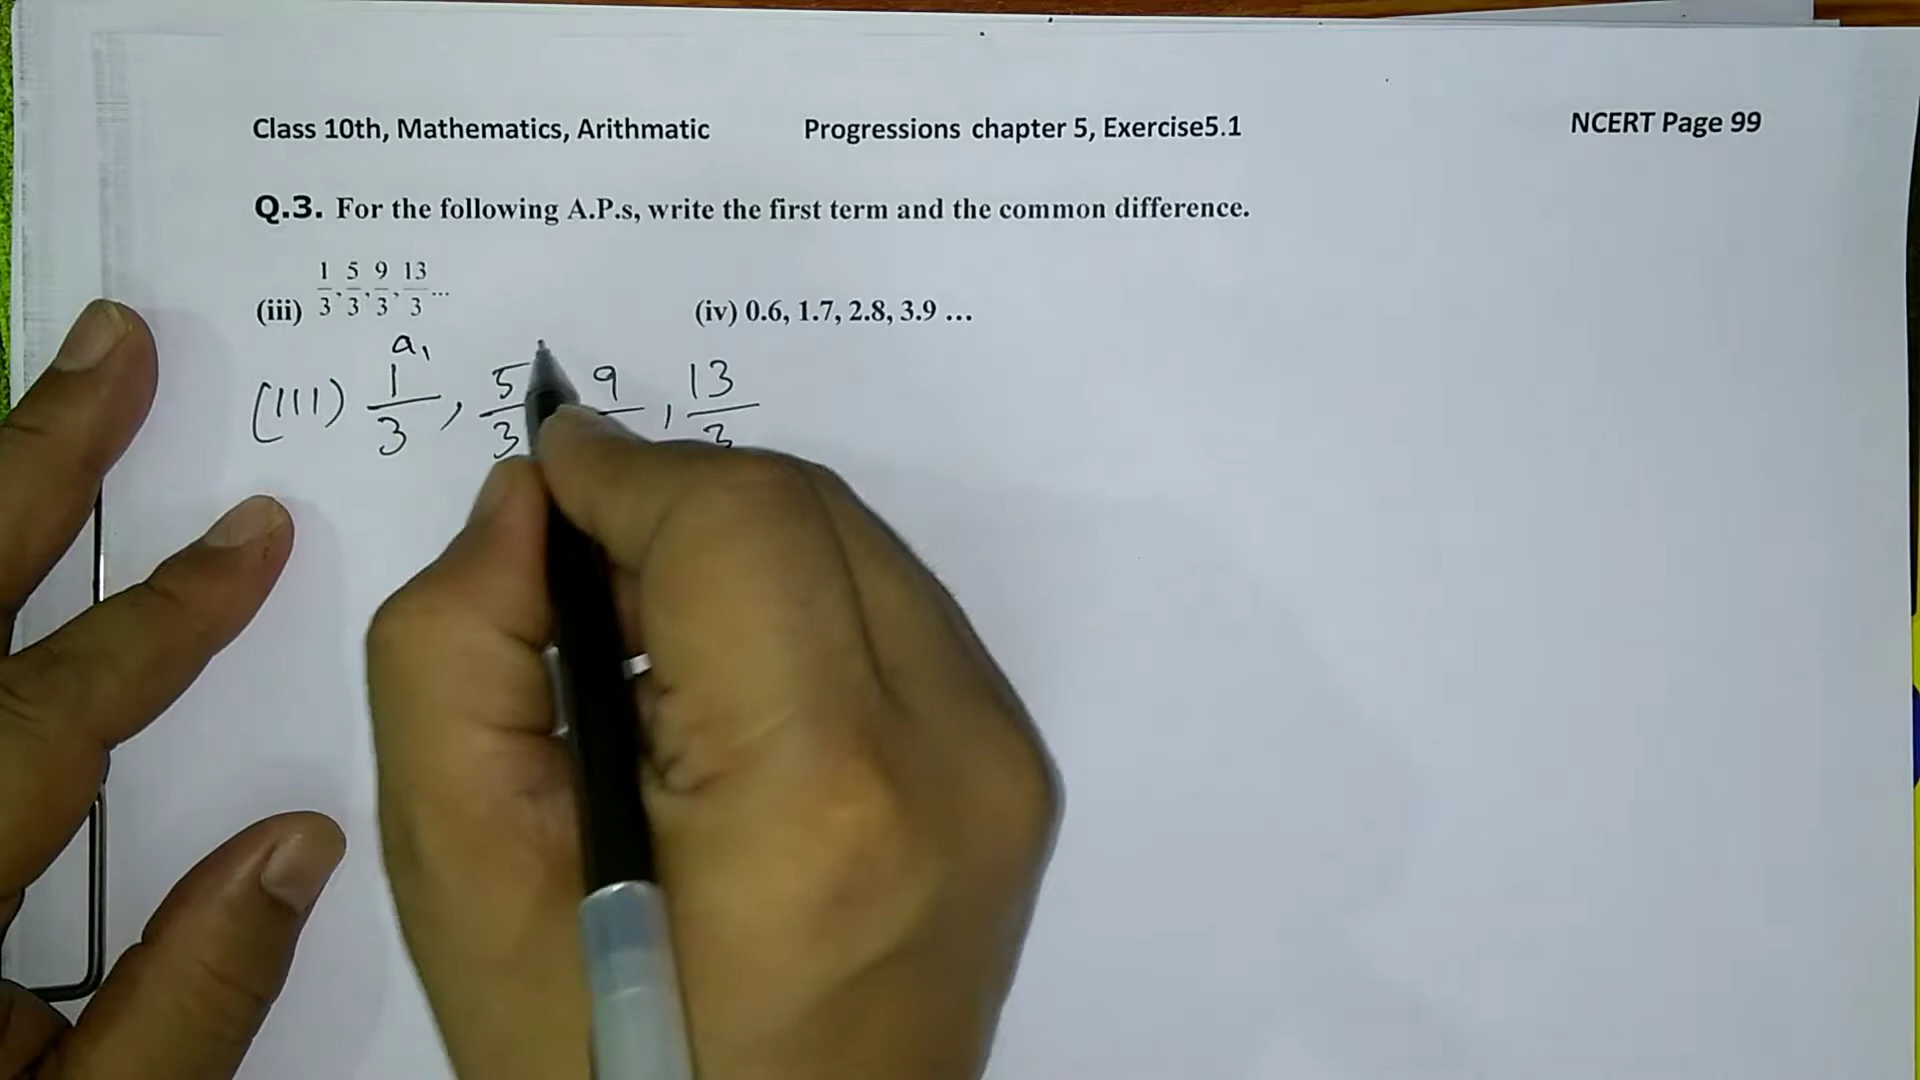 Class 10th, Mathematics, Arithmatic Progressions chapter 5, Exercise5.1 NCERT Page 99
Q.3. For the following A.P.s, write the first term and the common difference.
(iii) 1/3, 5/3, 9/3, 13/3 ...
(iv) 0.6, 1.7, 2.8, 3.9 ...
a₁
(III) 1/3, 5/3 9 , 13/3